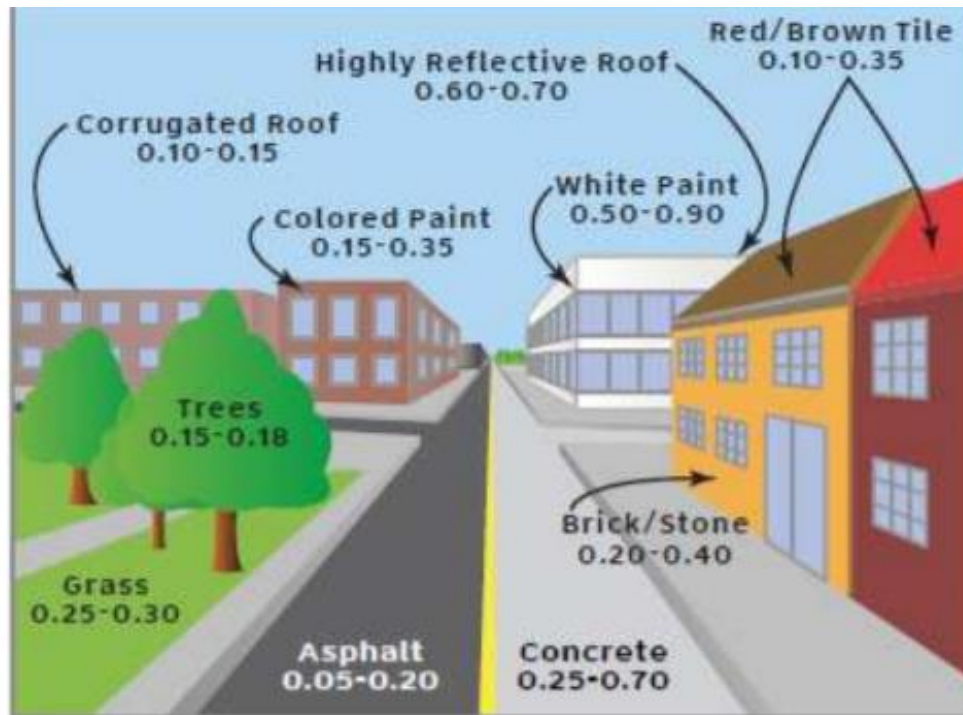 Red/Brown Tile
0.10-0.35
Highly Reflective Roof
0.60-0.70
Corrugated Roof
0.10-0.15
White Paint
0.50-0.90
Colored Paint
0.15-0.35
Trees
0.15-0.18
Brick/Stone
0.20-0.40
Grass
0.25-0.30
Asphalt
0.05-0.20
Concrete
0.25-0.70